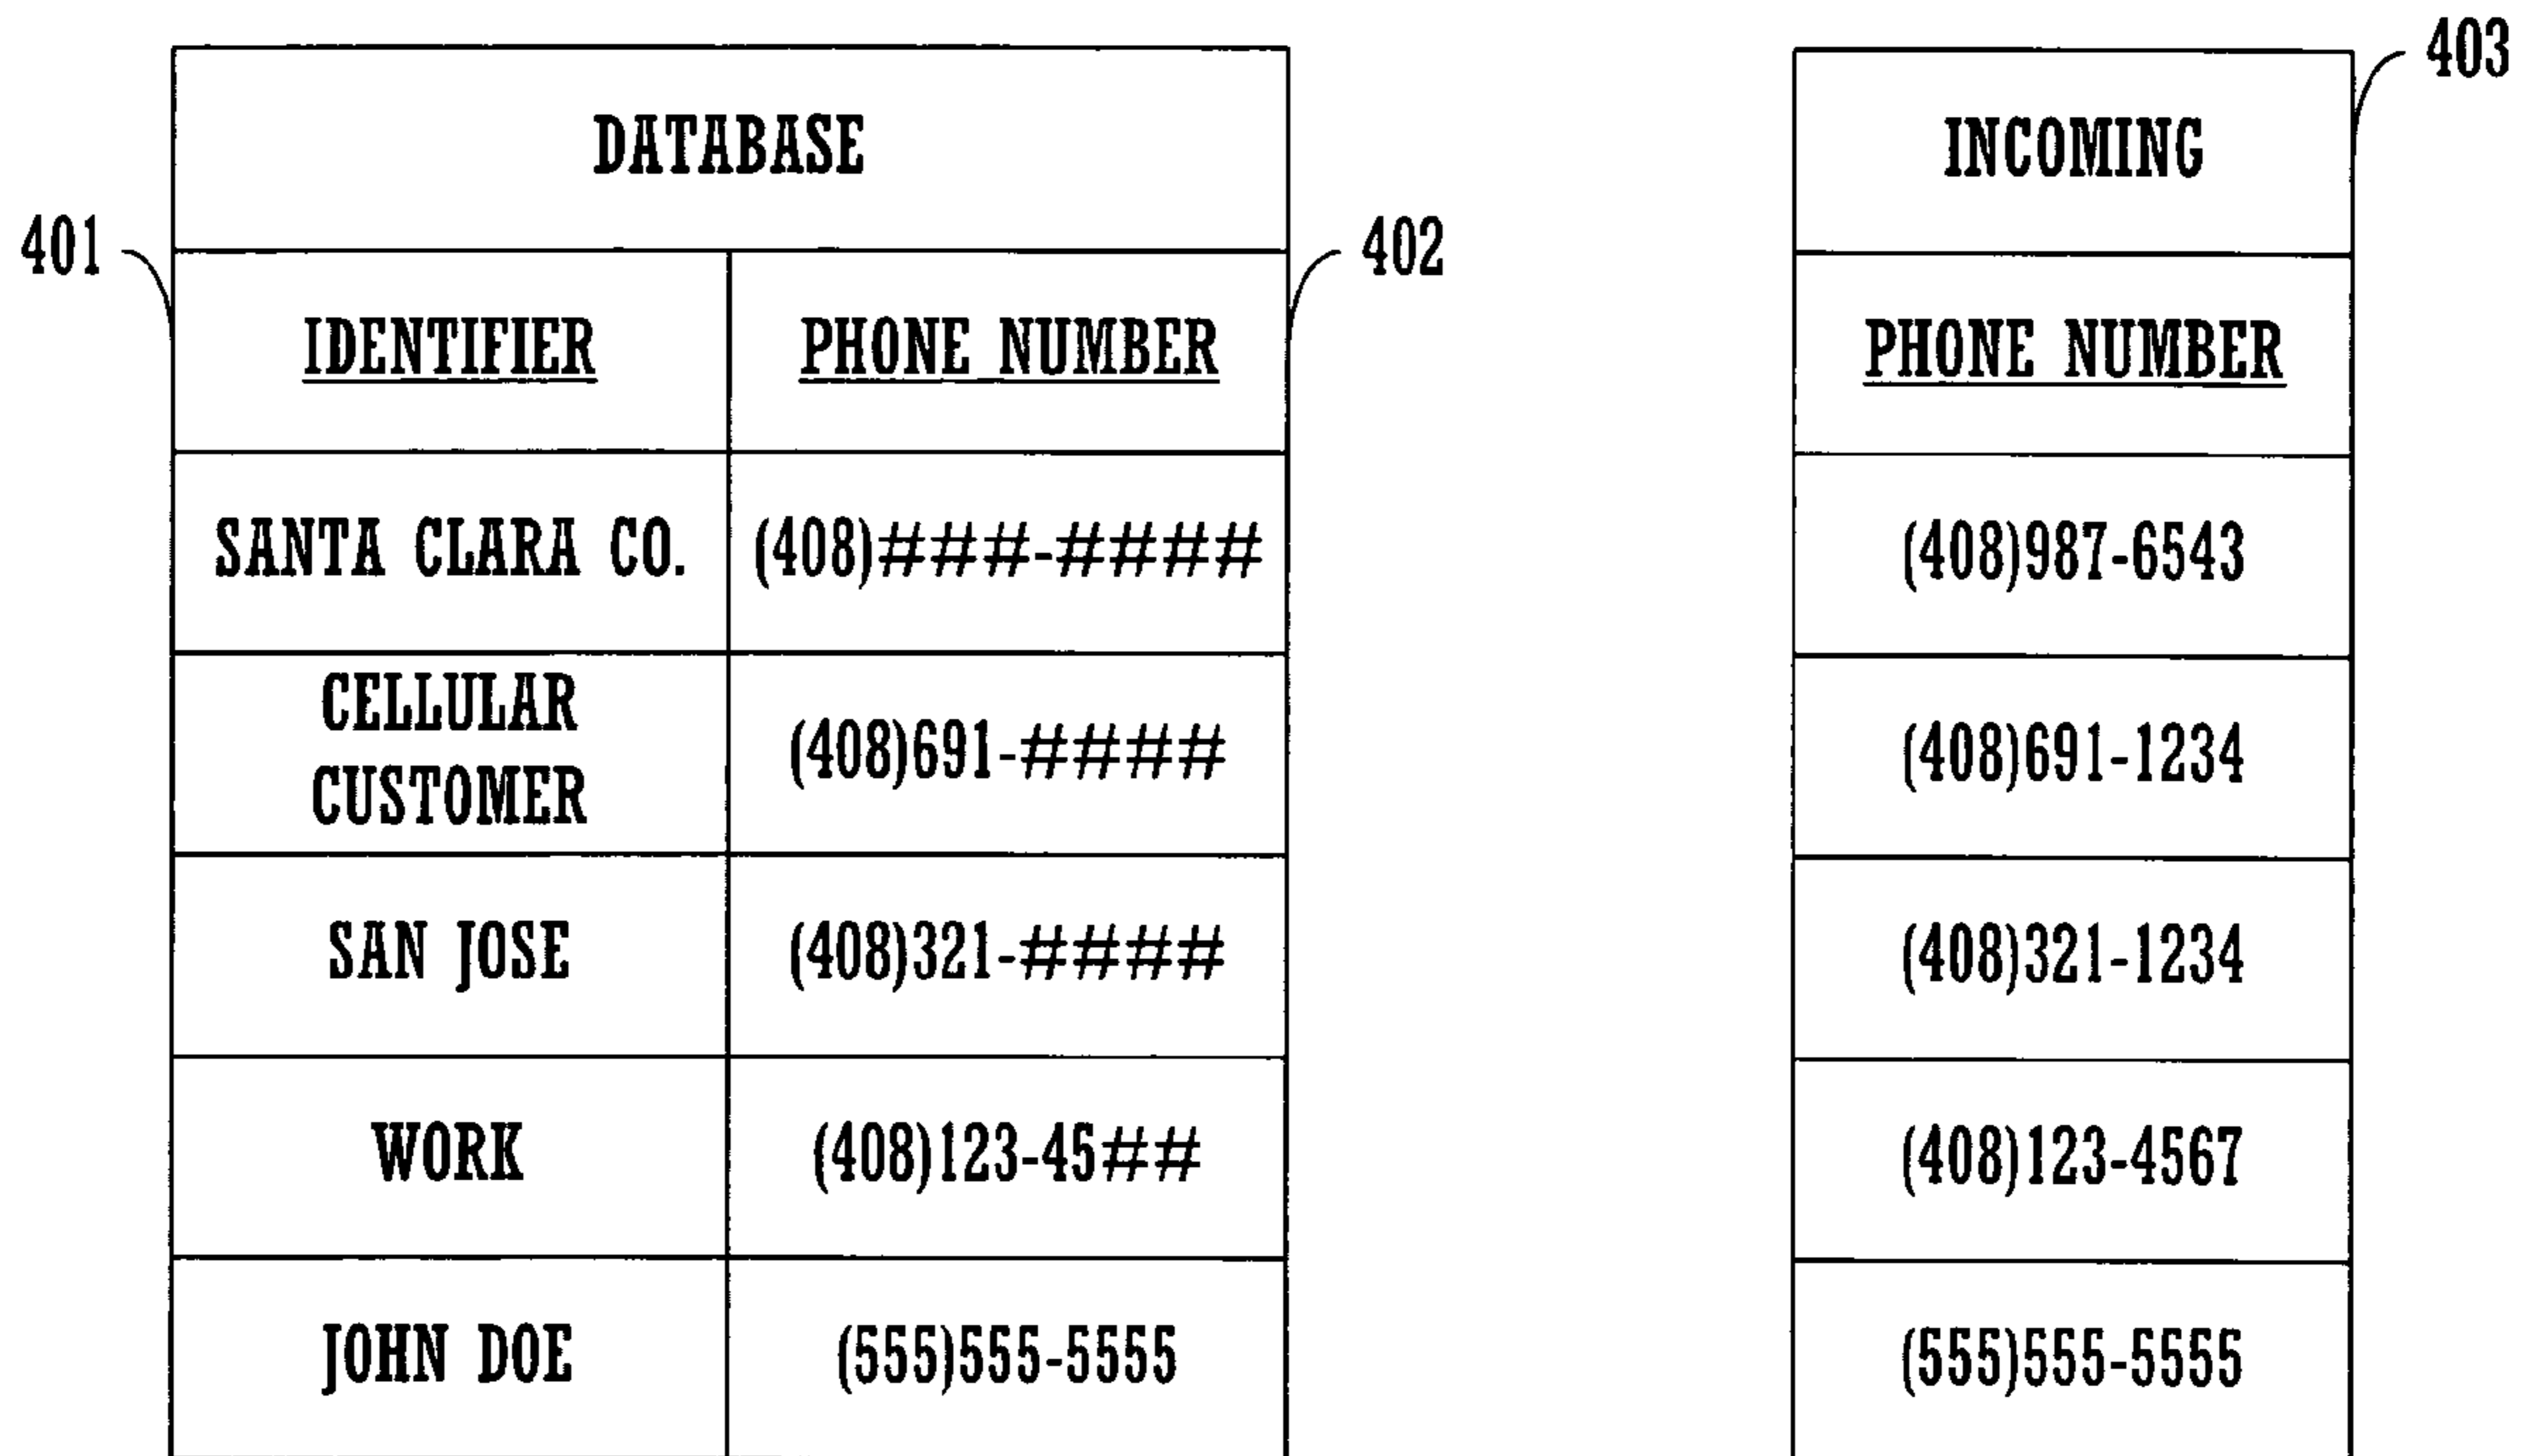 DATABASE
401
402
IDENTIFIER PHONE NUMBER
SANTA CLARA CO. (408)###-####
CELLULAR
CUSTOMER
(408)691-####
SAN JOSE (408)321-####
WORK (408)123-45##
JOHN DOE (555)555-5555
403
INCOMING
PHONE NUMBER
(408)987-6543
(408)691-1234
(408)321-1234
(408)123-4567
(555)555-5555